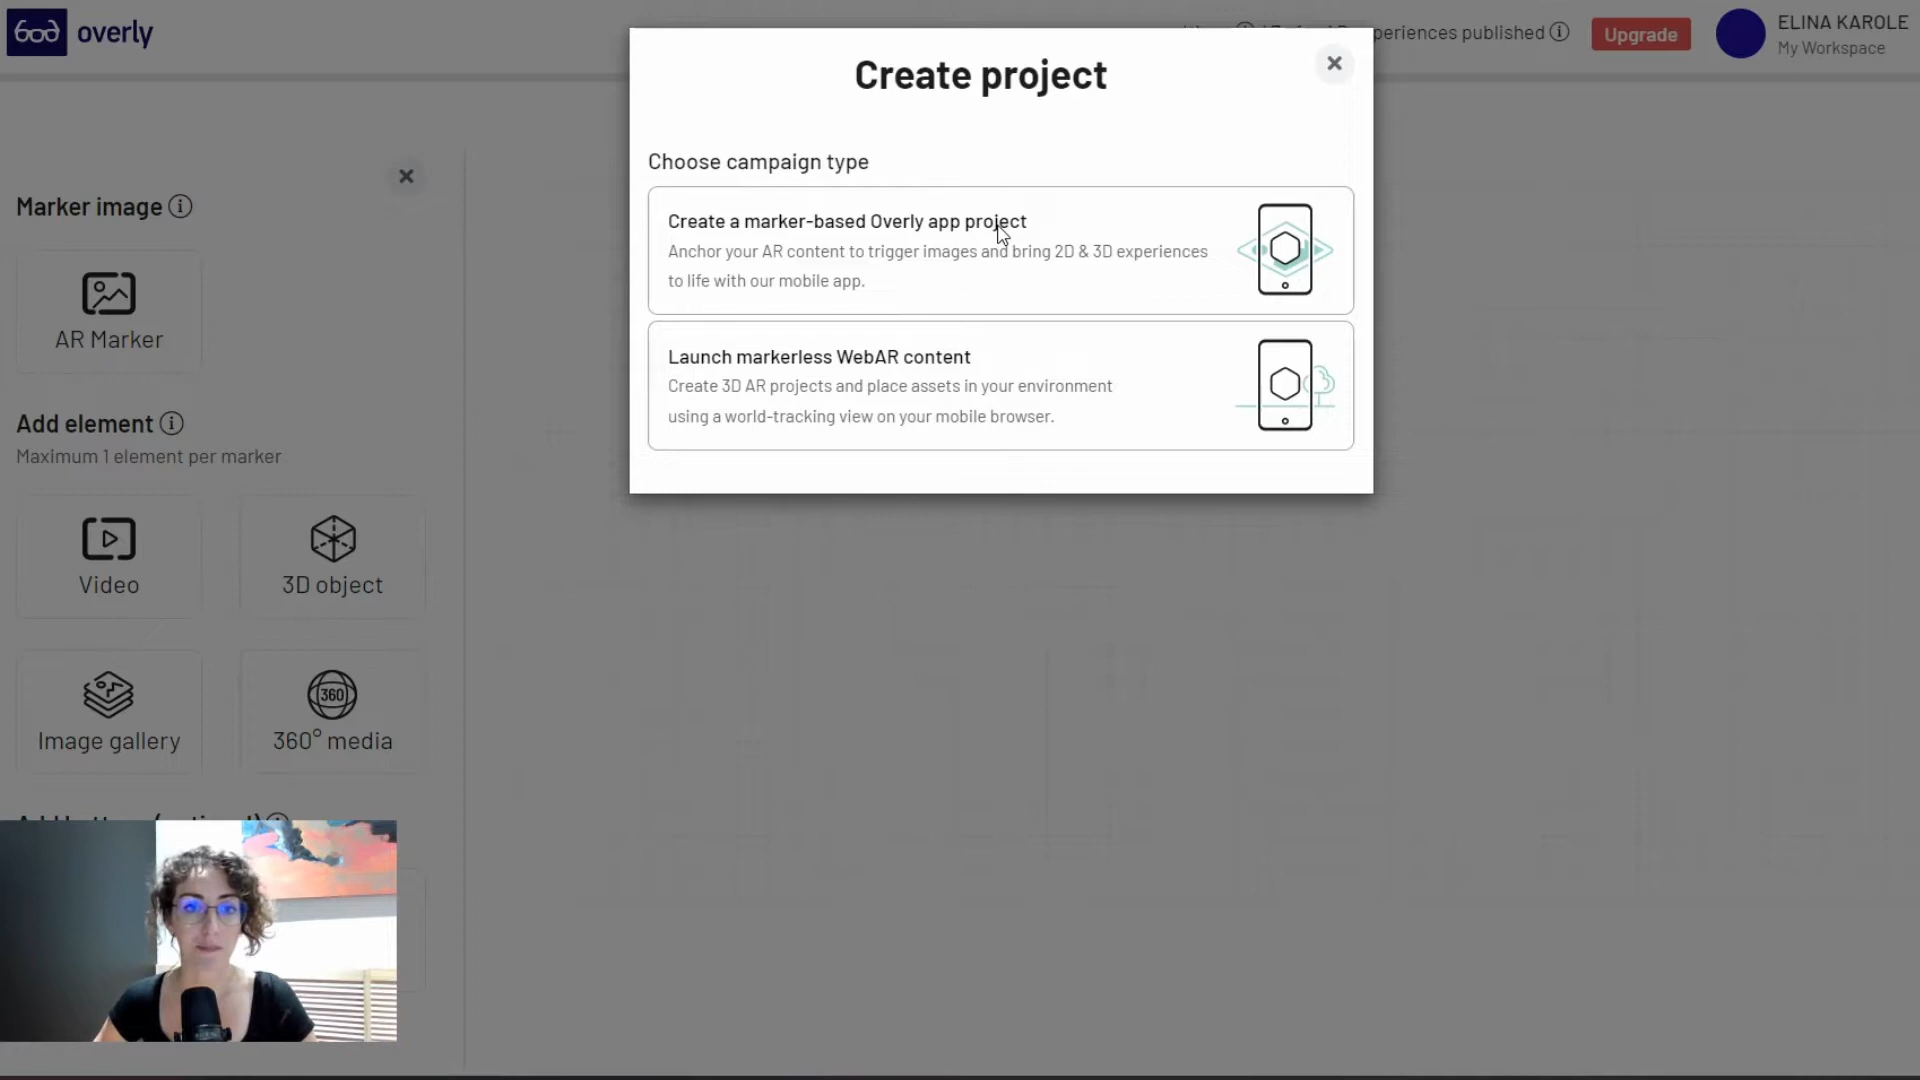 overly
periences published
Upgrade
ELINA KAROLE
My Workspace
Create project
Choose campaign type
Create a marker-based Overly app project
Anchor your AR content to trigger images and bring 2D & 3D experiences
to life with our mobile app.
Launch markerless WebAR content
Create 3D AR projects and place assets in your environment
using a world-tracking view on your mobile browser.
Marker image
AR Marker
Add element
Maximum 1 element per marker
Video
3D object
Image gallery
360
360° media